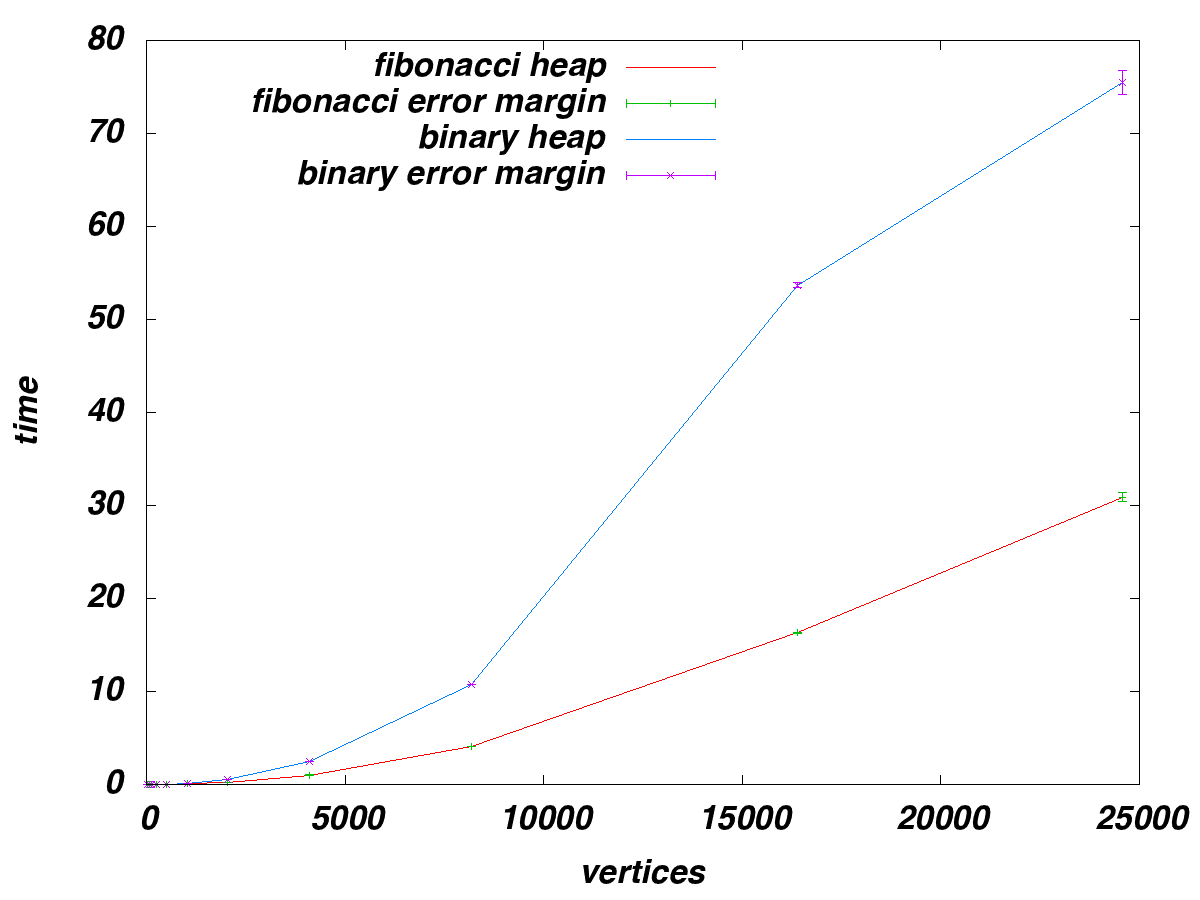 80
70
60
50
40
30
20
10
0
time
fibonacci heap
fibonacci error margin
binary heap
binary error margin
0 5000 10000 15000 20000 25000
vertices